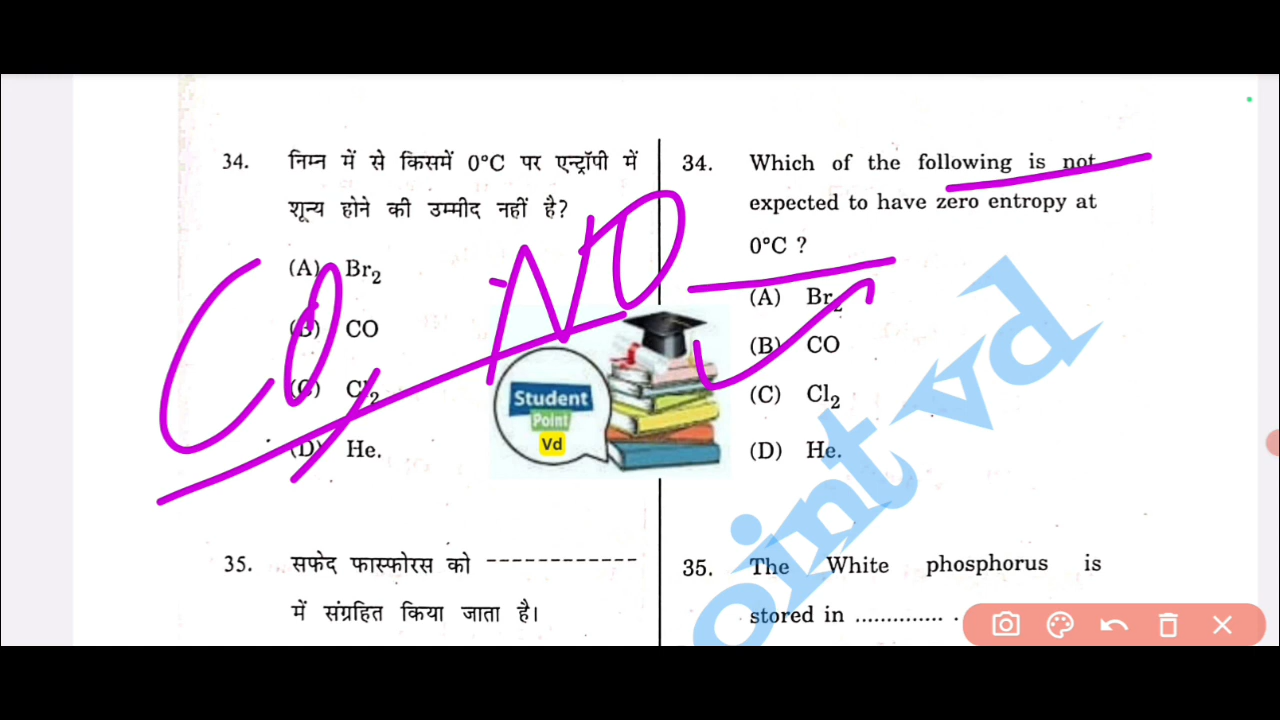 34. निम्न में से किसमें 0°C पर एन्ट्रॉपी में
शून्य होने की उम्मीद नहीं है?
(A) Br₂
(B) CO
(C) Cl₂
(D) He.
35. सफेद फास्फोरस को ---------------
में संग्रहित किया जाता है।
34. Which of the following is not
expected to have zero entropy at
0°C ?
(A) Br₂
(B) CO
(C) Cl₂
(D) He.
35. The White phosphorus is
stored in .............. .
CO, NO
Student
Point
Vd
oint vd